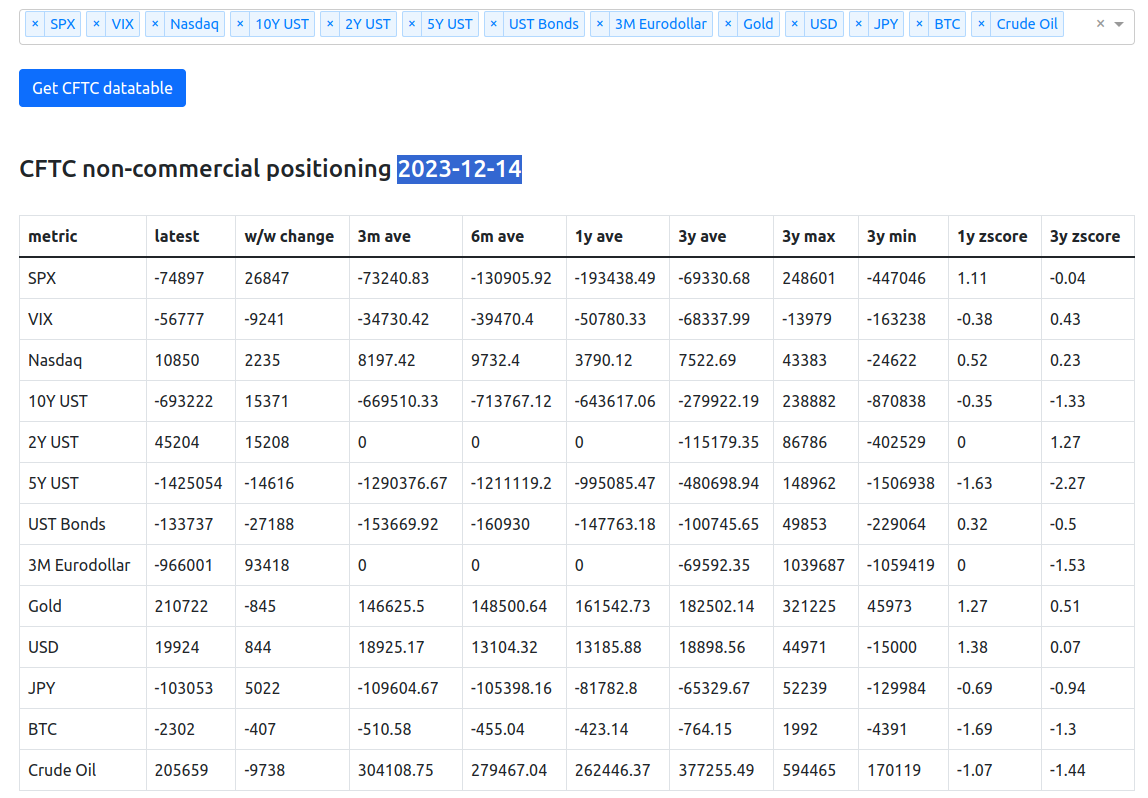 × SPX × VIX × Nasdaq × 10Y UST × 2Y UST × 5Y UST × UST Bonds × 3M Eurodollar × Gold × USD × JPY × BTC × Crude Oil ×
Get CFTC datatable
CFTC non-commercial positioning 2023-12-14
metric latest w/w change 3m ave 6m ave 1y ave 3y ave 3y max 3y min 1y zscore 3y zscore
SPX -74897 26847 -73240.83 -130905.92 -193438.49 -69330.68 248601 -447046 1.11 -0.04
VIX -56777 -9241 -34730.42 -39470.4 -50780.33 -68337.99 -13979 -163238 -0.38 0.43
Nasdaq 10850 2235 8197.42 9732.4 3790.12 7522.69 43383 -24622 0.52 0.23
10Y UST -693222 15371 -669510.33 -713767.12 -643617.06 -279922.19 238882 -870838 -0.35 -1.33
2Y UST 45204 15208 0 0 0 -115179.35 86786 -402529 0 1.27
5Y UST -1425054 -14616 -1290376.67 -1211119.2 -995085.47 -480698.94 148962 -1506938 -1.63 -2.27
UST Bonds -133737 -27188 -153669.92 -160930 -147763.18 -100745.65 49853 -229064 0.32 -0.5
3M Eurodollar -966001 93418 0 0 0 -69592.35 1039687 -1059419 0 -1.53
Gold 210722 -845 146625.5 148500.64 161542.73 182502.14 321225 45973 1.27 0.51
USD 19924 844 18925.17 13104.32 13185.88 18898.56 44971 -15000 1.38 0.07
JPY -103053 5022 -109604.67 -105398.16 -81782.8 -65329.67 52239 -129984 -0.69 -0.94
BTC -2302 -407 -510.58 -455.04 -423.14 -764.15 1992 -4391 -1.69 -1.3
Crude Oil 205659 -9738 304108.75 279467.04 262446.37 377255.49 594465 170119 -1.07 -1.44